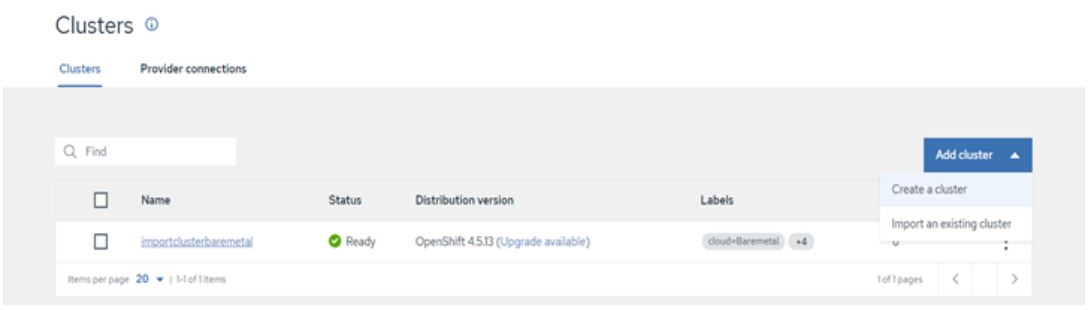 Clusters
Clusters Provider connections
Find
Add cluster
Create a cluster
Import an existing cluster
Name Status Distribution version Labels
importclusterbaremetal Ready OpenShift 4.5.13 (Upgrade available) cloud=Baremetal +4 0
Items per page 20 | 1-1 of 1 items 1 of 1 pages